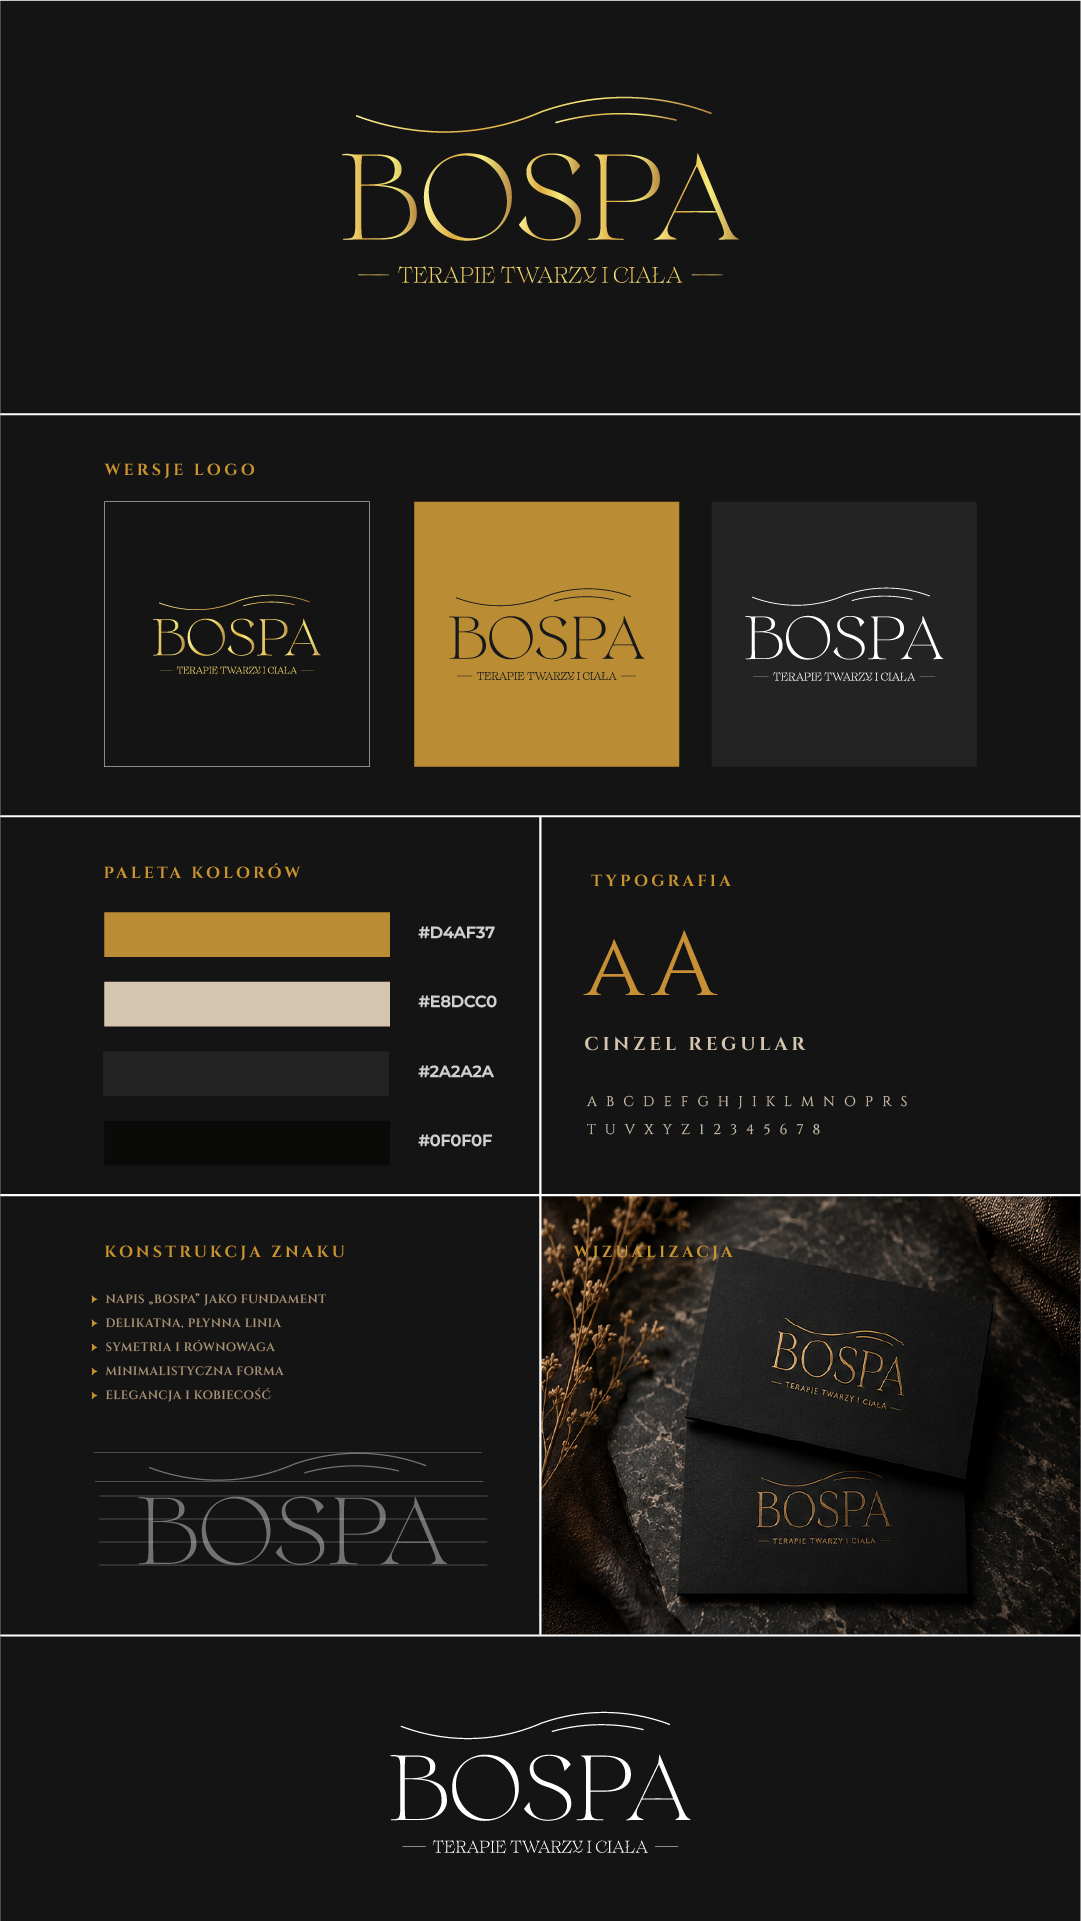 BOSPA
TERAPIE TWARZY I CIAŁA
WERSJE LOGO
BOSPA
TERAPIE TWARZY I CIAŁA
BOSPA
TERAPIE TWARZY I CIAŁA
BOSPA
TERAPIE TWARZY I CIAŁA
PALETA KOLORÓW
#D4AF37
#E8DCC0
#2A2A2A
#0F0F0F
TYPOGRAFIA
AA
CINZEL REGULAR
A B C D E F G H J I K L M N O P R S
T U V X Y Z 1 2 3 4 5 6 7 8
KONSTRUKCJA ZNAKU
NAPIS „BOSPA” JAKO FUNDAMENT
DELIKATNA, PŁYNNA LINIA
SYMETRIA I RÓWNOWAGA
MINIMALISTYCZNA FORMA
ELEGANCJA I KOBIECOŚĆ
BOSPA
WIZUALIZACJA
BOSPA
TERAPIE TWARZY I CIAŁA
BOSPA
TERAPIE TWARZY I CIAŁA
BOSPA
TERAPIE TWARZY I CIAŁA